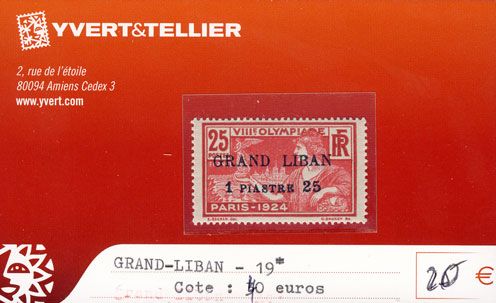 YVERT&TELLIER
2, rue de l'étoile
80094 Amiens Cedex 3
www.yvert.com
VIIIe OLYMPIADE
25
POSTES
RF
GRAND LIBAN
1 PIASTRE 25
PARIS-1924
GRAND-LIBAN - 19*
Cote : 40 euros
20 €